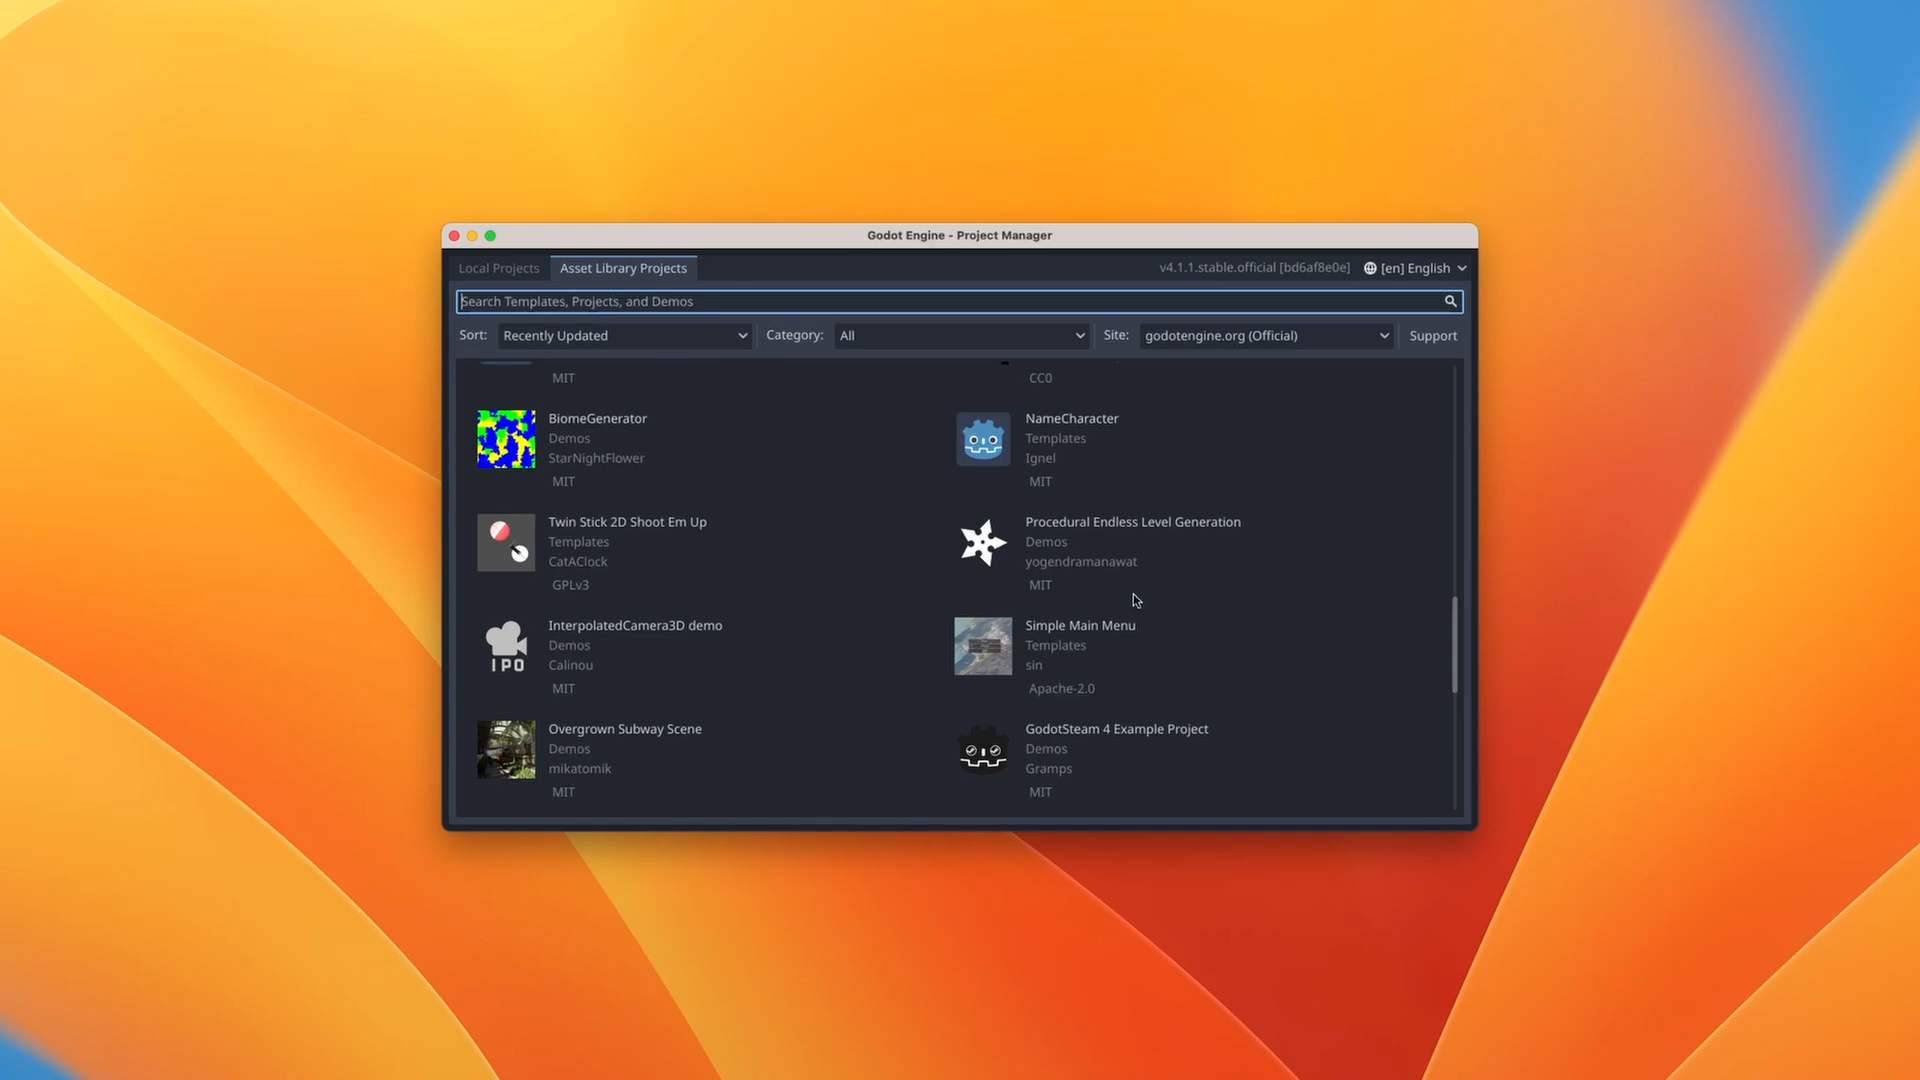 Godot Engine - Project Manager
Local Projects
Asset Library Projects
v4.1.1.stable.official [bd6af8e0e]
[en] English
Search Templates, Projects, and Demos
Sort:
Recently Updated
Category:
All
Site:
godotengine.org (Official)
Support
MIT
CC0
BiomeGenerator
Demos
StarNightFlower
MIT
NameCharacter
Templates
Ignel
MIT
Twin Stick 2D Shoot Em Up
Templates
CatAClock
GPLv3
Procedural Endless Level Generation
Demos
yogendramanawat
MIT
IPO
InterpolatedCamera3D demo
Demos
Calinou
MIT
Simple Main Menu
Templates
sin
Apache-2.0
Overgrown Subway Scene
Demos
mikatomik
MIT
GodotSteam 4 Example Project
Demos
Gramps
MIT